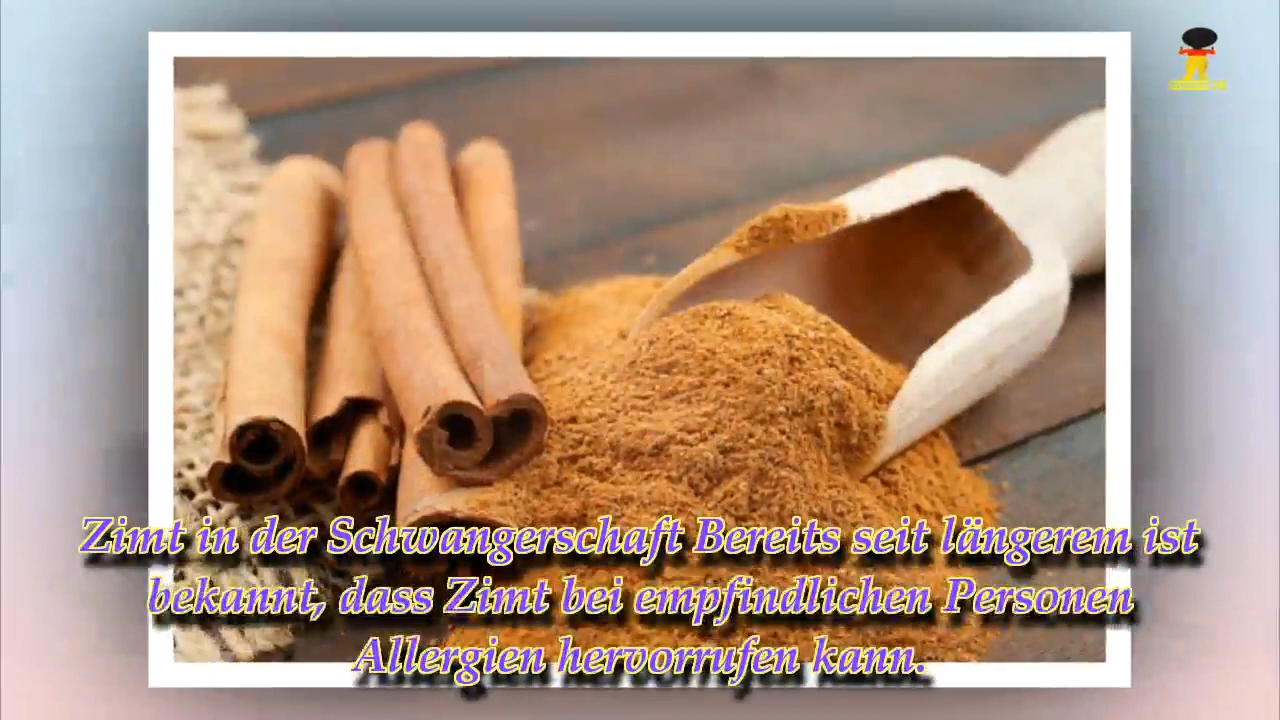 Zimt in der Schwangerschaft Bereits seit längerem ist
bekannt, dass Zimt bei empfindlichen Personen
Allergien hervorrufen kann.